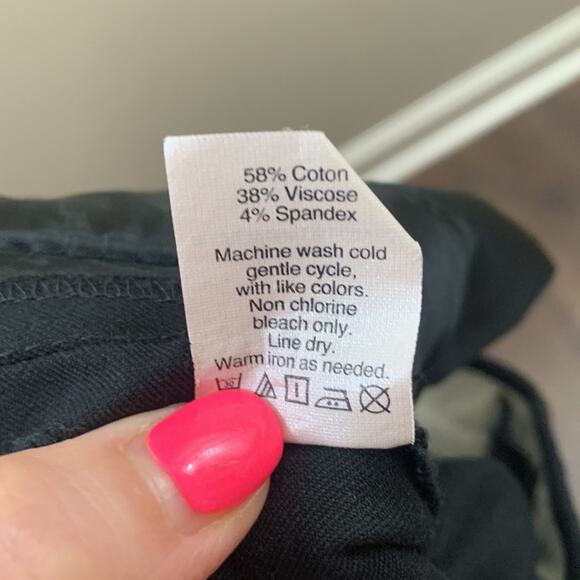 58% Coton
38% Viscose
4% Spandex
Machine wash cold
gentle cycle,
with like colors.
Non chlorine
bleach only.
Line dry.
Warm iron as needed.